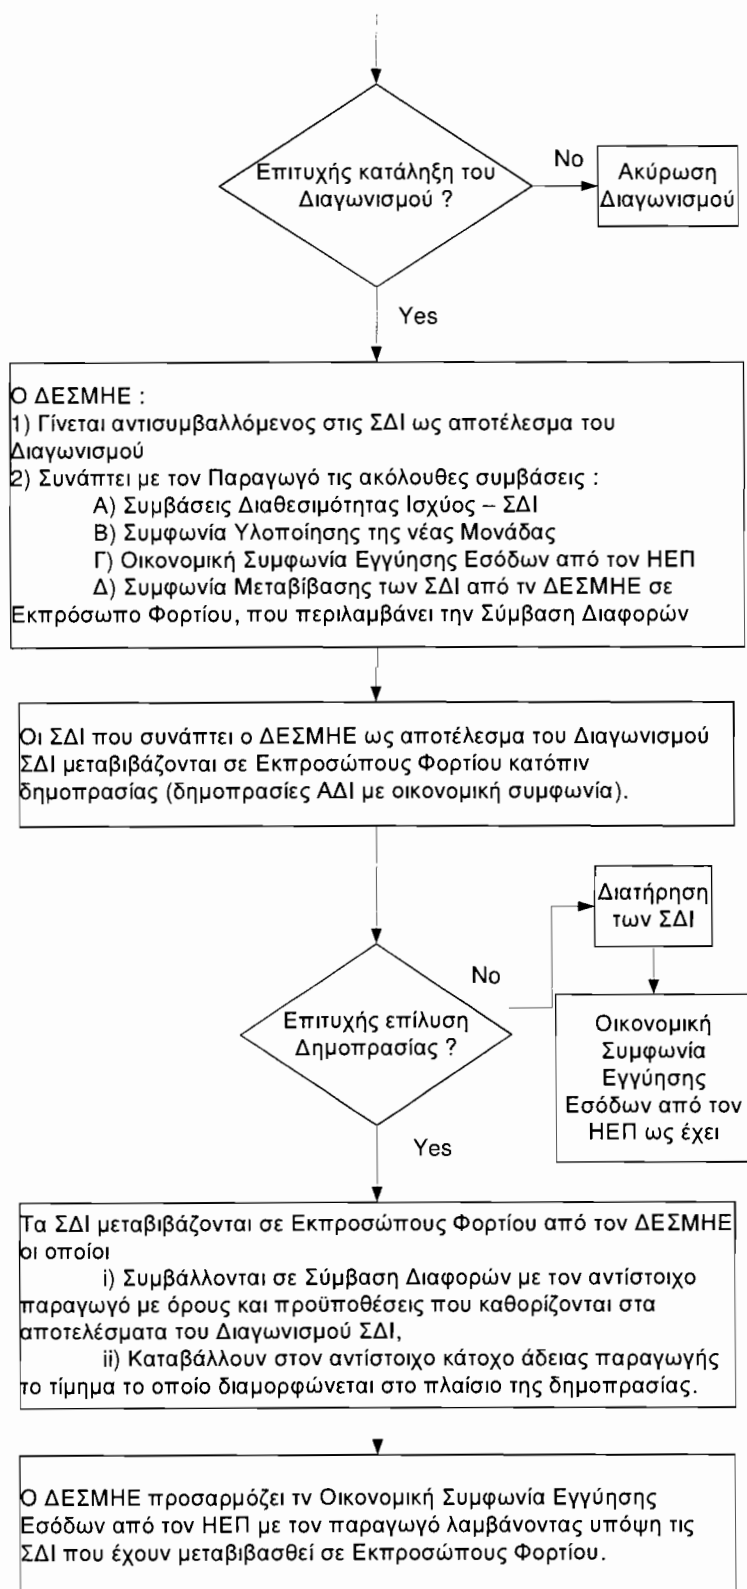 Επιτυχής κατάληξη του
Διαγωνισμού ?
No
Ακύρωση
Διαγωνισμού
Yes
Ο ΔΕΣΜΗΕ :
1) Γίνεται αντισυμβαλλόμενος στις ΣΔΙ ως αποτέλεσμα του
Διαγωνισμού
2) Συνάπτει με τον Παραγωγό τις ακόλουθες συμβάσεις :
Α) Συμβάσεις Διαθεσιμότητας Ισχύος – ΣΔΙ
Β) Συμφωνία Υλοποίησης της νέας Μονάδας
Γ) Οικονομική Συμφωνία Εγγύησης Εσόδων από τον ΗΕΠ
Δ) Συμφωνία Μεταβίβασης των ΣΔΙ από τν ΔΕΣΜΗΕ σε
Εκπρόσωπο Φορτίου, που περιλαμβάνει την Σύμβαση Διαφορών
Οι ΣΔΙ που συνάπτει ο ΔΕΣΜΗΕ ως αποτέλεσμα του Διαγωνισμού
ΣΔΙ μεταβιβάζονται σε Εκπροσώπους Φορτίου κατόπιν
δημοπρασίας (δημοπρασίες ΑΔΙ με οικονομική συμφωνία).
Επιτυχής επίλυση
Δημοπρασίας ?
No
Διατήρηση
των ΣΔΙ
Οικονομική
Συμφωνία
Εγγύησης
Εσόδων από τον
ΗΕΠ ως έχει
Yes
Τα ΣΔΙ μεταβιβάζονται σε Εκπροσώπους Φορτίου από τον ΔΕΣΜΗΕ
οι οποίοι
i) Συμβάλλονται σε Σύμβαση Διαφορών με τον αντίστοιχο
παραγωγό με όρους και προϋποθέσεις που καθορίζονται στα
αποτελέσματα του Διαγωνισμού ΣΔΙ,
ii) Καταβάλλουν στον αντίστοιχο κάτοχο άδειας παραγωγής
το τίμημα το οποίο διαμορφώνεται στο πλαίσιο της δημοπρασίας.
Ο ΔΕΣΜΗΕ προσαρμόζει τν Οικονομική Συμφωνία Εγγύησης
Εσόδων από τον ΗΕΠ με τον παραγωγό λαμβάνοντας υπόψη τις
ΣΔΙ που έχουν μεταβιβασθεί σε Εκπροσώπους Φορτίου.